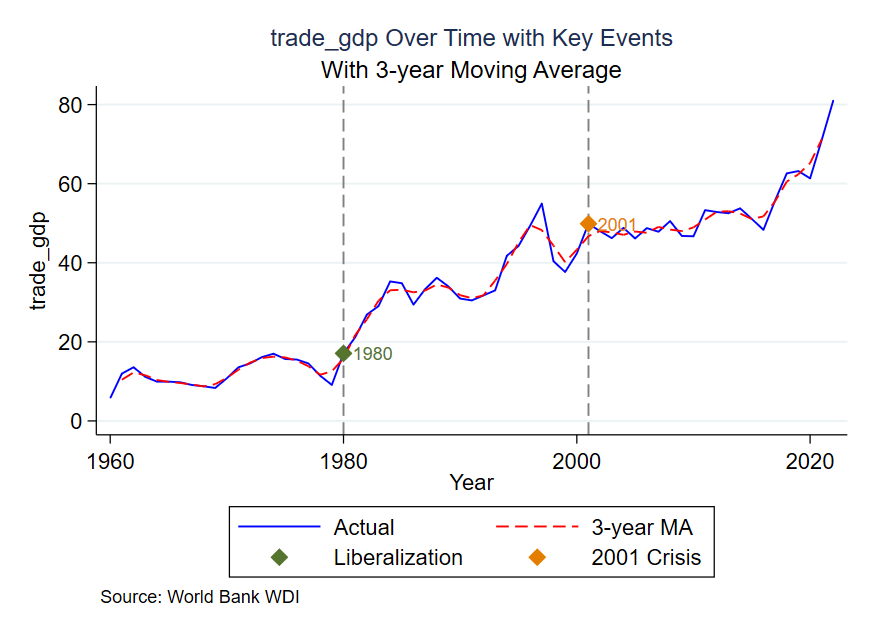 trade_gdp Over Time with Key Events
With 3-year Moving Average
trade_gdp
80
60
40
20
0
2001
1980
1960 1980 2000 2020
Year
Actual 3-year MA
Liberalization 2001 Crisis
Source: World Bank WDI